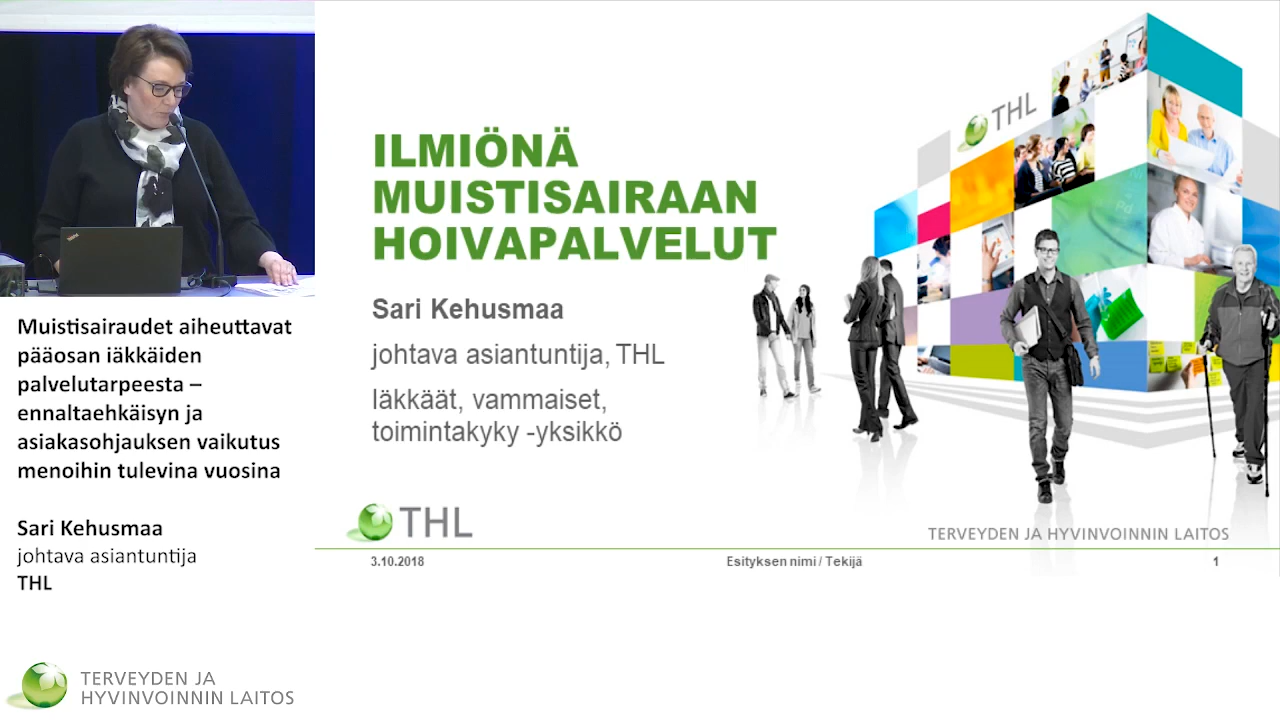 Muistisairaudet aiheuttavat
pääosan iäkkäiden
palvelutarpeesta –
ennaltaehkäisyn ja
asiakasohjauksen vaikutus
menoihin tulevina vuosina
Sari Kehusmaa
johtava asiantuntija
THL
TERVEYDEN JA
HYVINVOINNIN LAITOS
THL
ILMIÖNÄ
MUISTISAIRAAN
HOIVAPALVELUT
Sari Kehusmaa
johtava asiantuntija, THL
Iäkkäät, vammaiset,
toimintakyky -yksikkö
THL
TERVEYDEN JA HYVINVOINNIN LAITOS
3.10.2018 Esityksen nimi / Tekijä 1